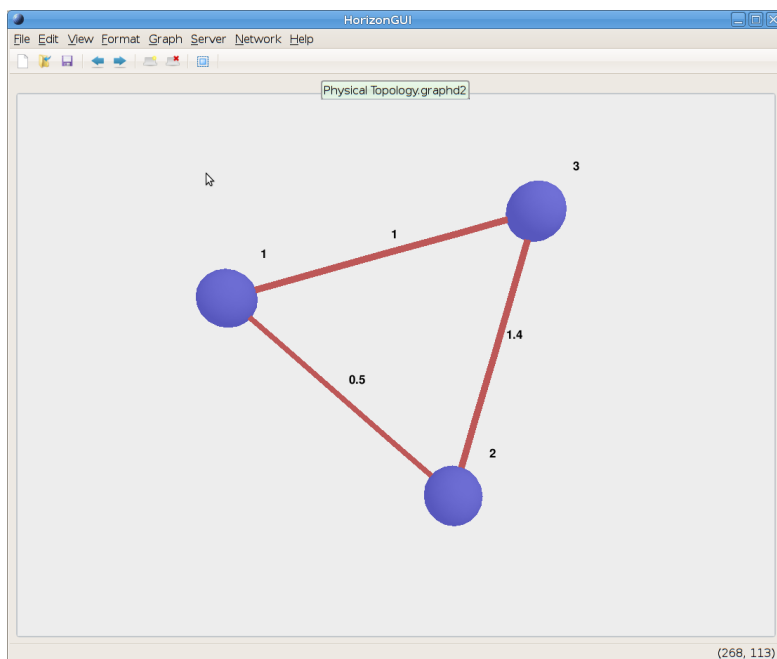 HorizonGUI
File Edit View Format Graph Server Network Help
Physical Topology.graphd2
3
1
1
1.4
0.5
2
(268, 113)